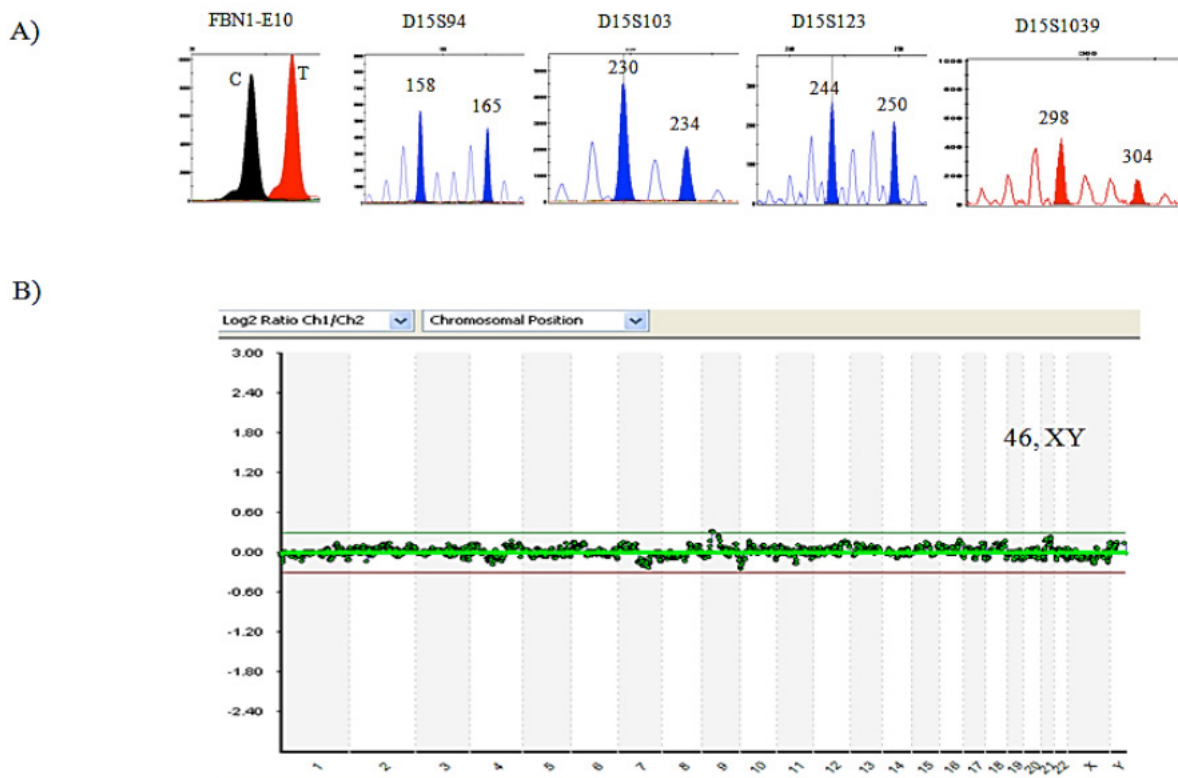 FBN1-E10 D15S94 D15S103 D15S123 D15S1039
A)
C T
158 165
230 234
244 250
298 304
B)
Log2 Ratio Ch1/Ch2 Chromosomal Position
3.00
2.40
1.80
46, XY
1.20
0.60
0.00
-0.60
-1.20
-1.80
-2.40
1 2 3 4 5 6 7 8 9 10 11 12 13 14 15 16 17 18 19 20 21 22 X Y